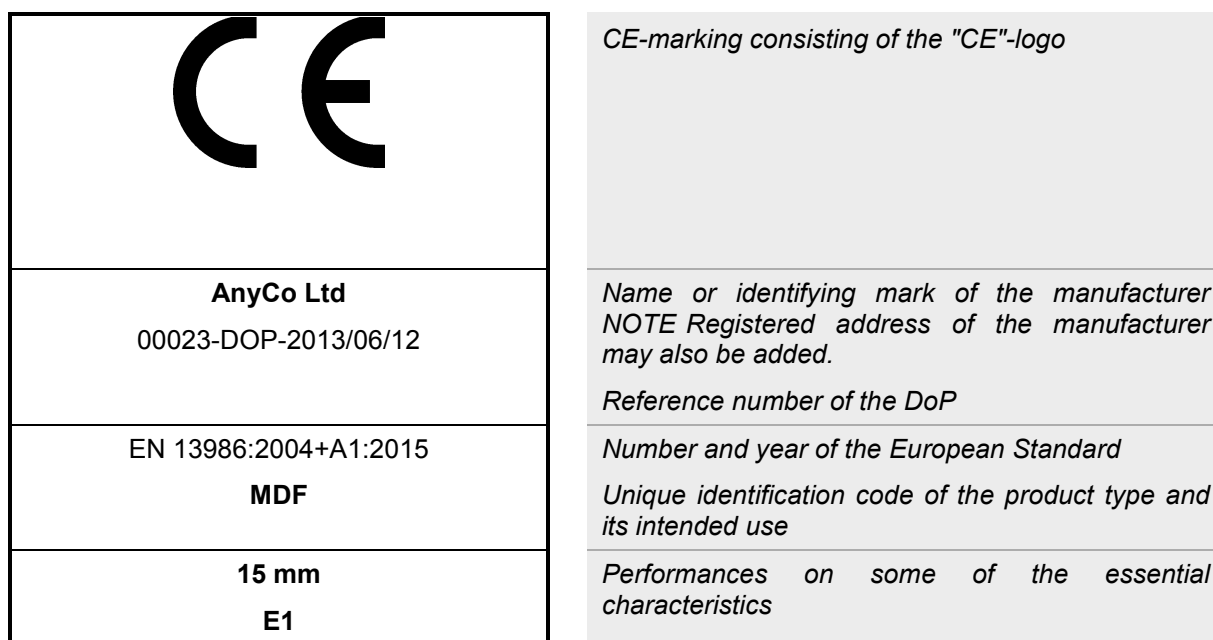 CE
CE-marking consisting of the "CE"-logo
AnyCo Ltd
00023-DOP-2013/06/12
Name or identifying mark of the manufacturer
NOTE Registered address of the manufacturer
may also be added.
Reference number of the DoP
EN 13986:2004+A1:2015
MDF
Number and year of the European Standard
Unique identification code of the product type and
its intended use
15 mm
E1
Performances on some of the essential
characteristics